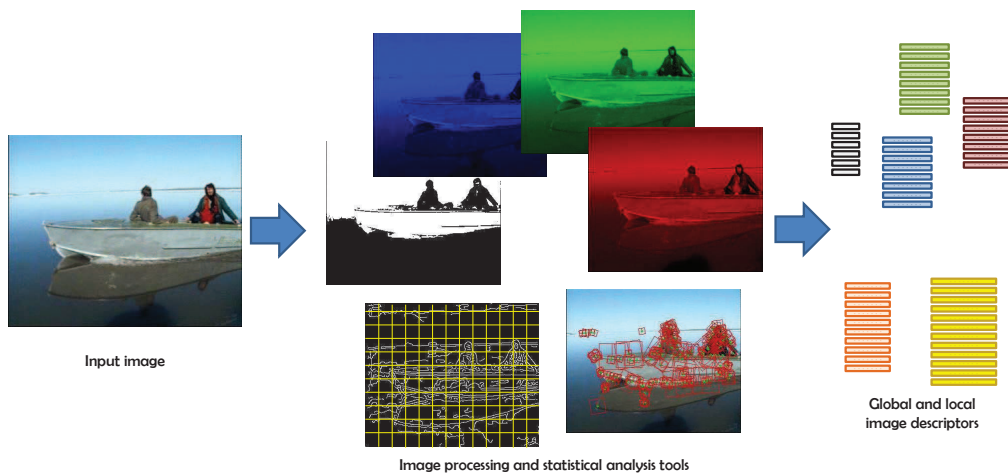 Input image
Image processing and statistical analysis tools
Global and local
image descriptors